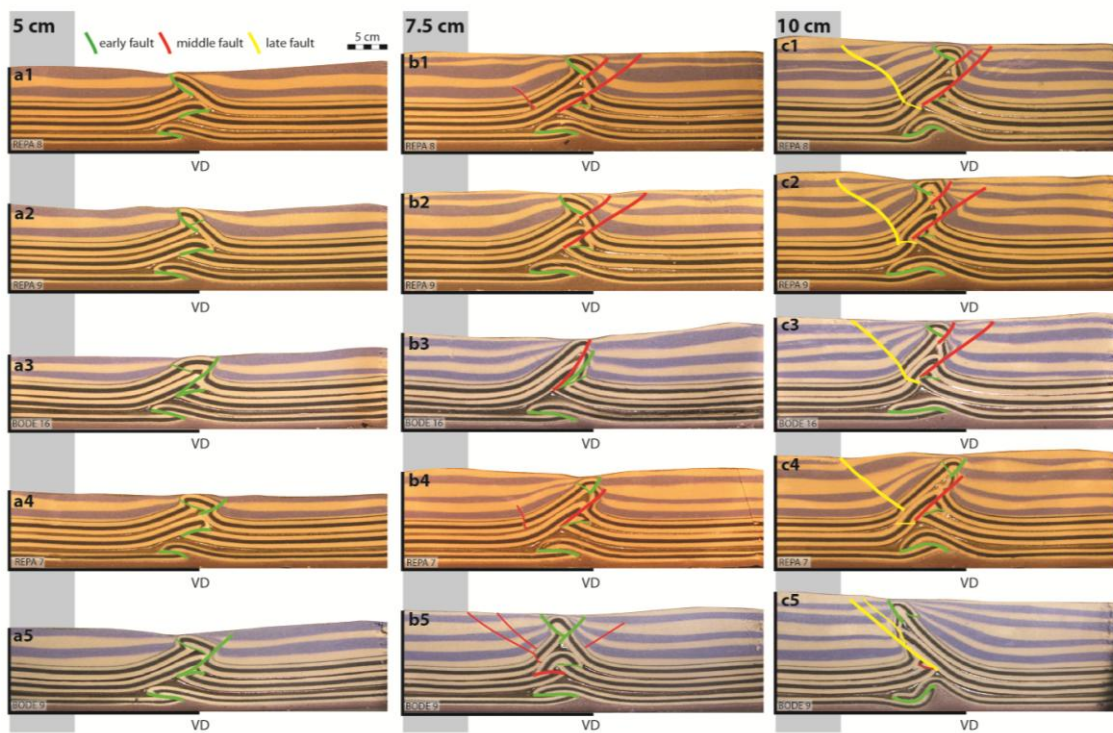 5 cm
early fault
middle fault
late fault
5 cm
a1
REPA 8
VD
a2
REPA 9
VD
a3
BODE 16
VD
a4
REPA 7
VD
a5
BODE 9
VD
7.5 cm
b1
REPA 8
VD
b2
REPA 9
VD
b3
BODE 16
VD
b4
REPA 7
VD
b5
BODE 9
VD
10 cm
c1
REPA 8
VD
c2
REPA 9
VD
c3
BODE 16
VD
c4
REPA 7
VD
c5
BODE 9
VD